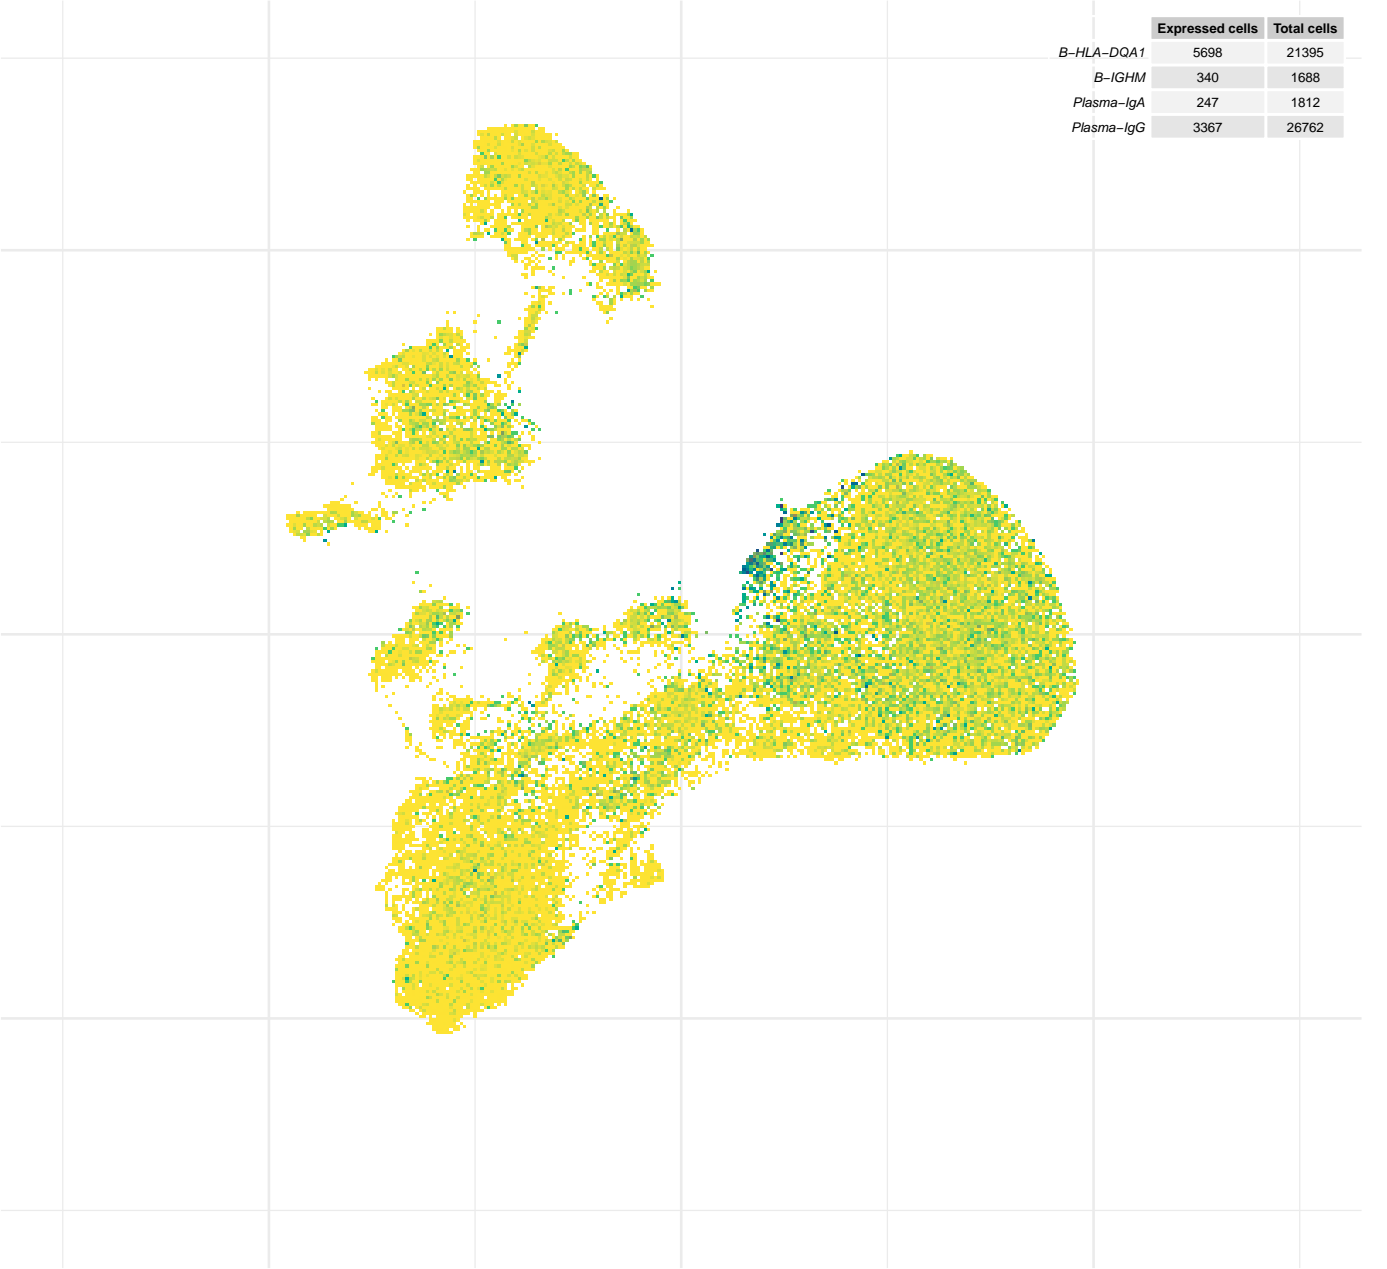 Expressed cells Total cells
B−HLA−DQA1 5698 21395
B−IGHM 340 1688
Plasma−IgA 247 1812
Plasma−IgG 3367 26762